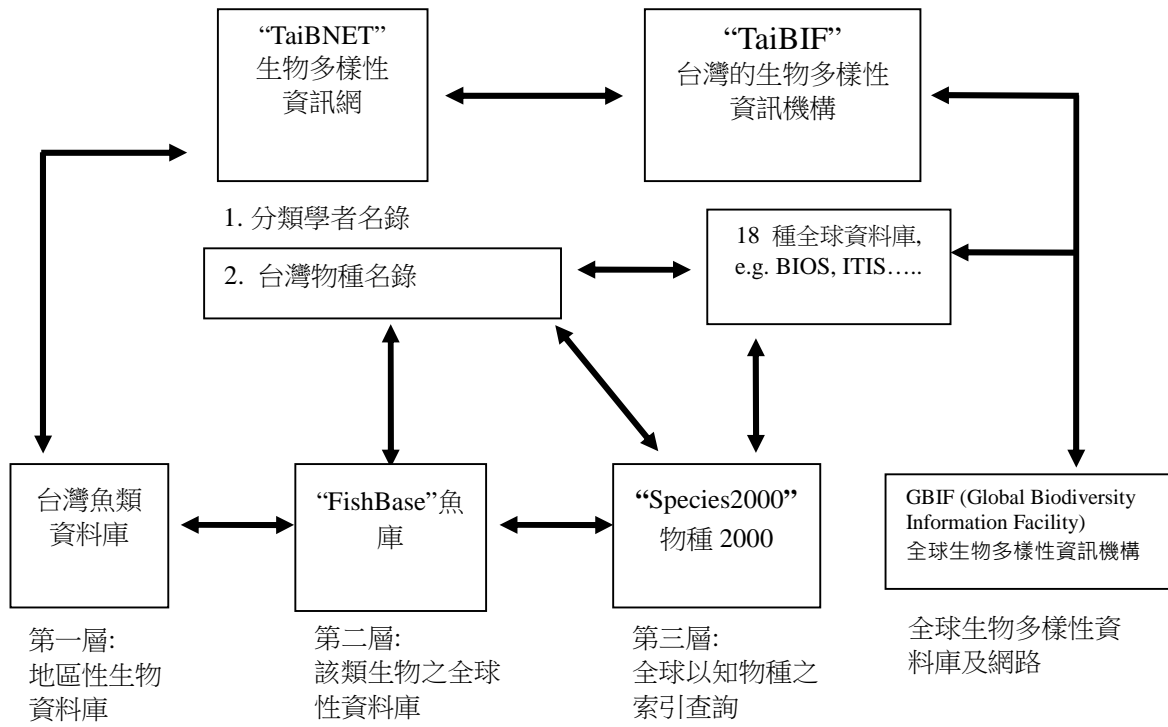 “TaiBNET”
生物多樣性
資訊網
“TaiBIF”
台灣的生物多樣性
資訊機構
1. 分類學者名錄
2. 台灣物種名錄
18 種全球資料庫,
e.g. BIOS, ITIS…..
台灣魚類
資料庫
“FishBase”魚
庫
“Species2000”
物種 2000
GBIF (Global Biodiversity
Information Facility)
全球生物多樣性資訊機構
第一層:
地區性生物
資料庫
第二層:
該類生物之全球
性資料庫
第三層:
全球以知物種之
索引查詢
全球生物多樣性資
料庫及網路